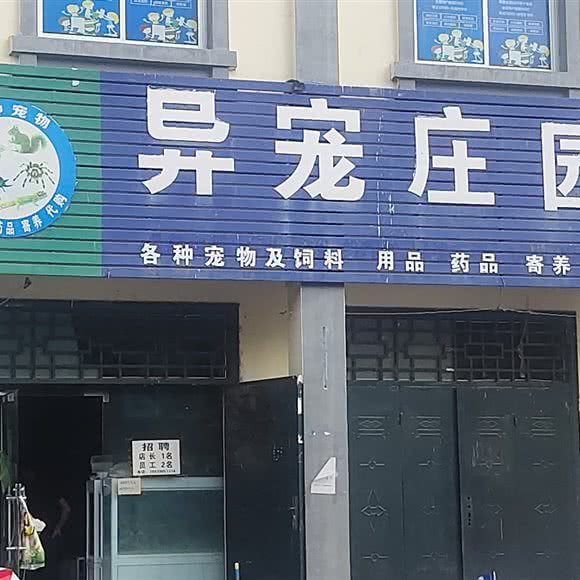 宠物
药品 寄养 代购
异宠庄园
各种宠物及饲料 用品 药品 寄养
招聘
店长 1名
员工 2名